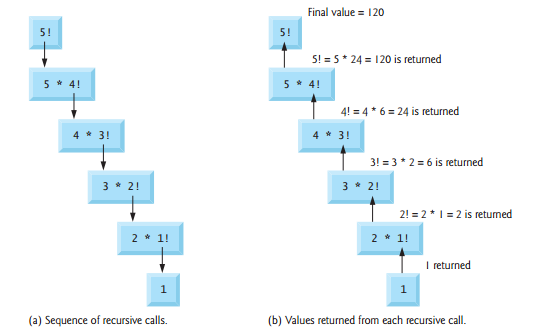 5!
5 * 4!
4 * 3!
3 * 2!
2 * 1!
1
(a) Sequence of recursive calls.
Final value = 120
5!
5! = 5 * 24 = 120 is returned
5 * 4!
4! = 4 * 6 = 24 is returned
4 * 3!
3! = 3 * 2 = 6 is returned
3 * 2!
2! = 2 * 1 = 2 is returned
2 * 1!
1 returned
1
(b) Values returned from each recursive call.